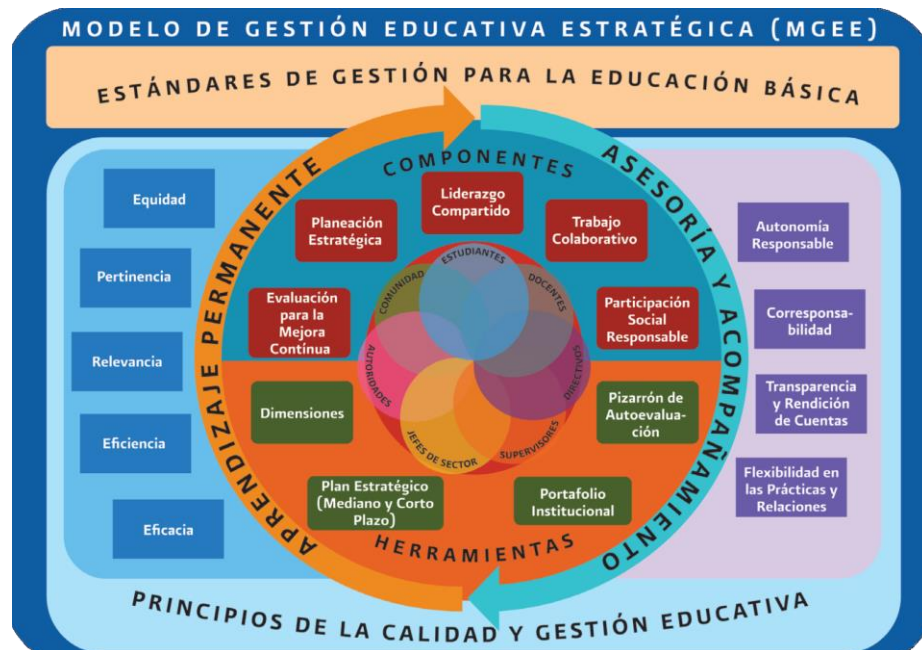 MODELO DE GESTIÓN EDUCATIVA ESTRATÉGICA (MGEE)
ESTÁNDARES DE GESTIÓN PARA LA EDUCACIÓN BÁSICA
APRENDIZAJE PERMANENTE
ASESORÍA Y ACOMPAÑAMIENTO
Equidad
Pertinencia
Relevancia
Eficiencia
Eficacia
COMPONENTES
Liderazgo
Compartido
Planeación
Estratégica
Trabajo
Colaborativo
Evaluación
para la
Mejora
Contínua
Participación
Social
Responsable
ESTUDIANTES
DOCENTES
DIRECTIVOS
SUPERVISORES
JEFES DE SECTOR
AUTORIDADES
COMUNIDAD
Dimensiones
Pizarrón de
Autoevalua-
ción
Plan Estratégico
(Mediano y Corto
Plazo)
Portafolio
Institucional
HERRAMIENTAS
Autonomía
Responsable
Corresponsa-
bilidad
Transparencia
y Rendición
de Cuentas
Flexibilidad en
las Prácticas y
Relaciones
PRINCIPIOS DE LA CALIDAD Y GESTIÓN EDUCATIVA